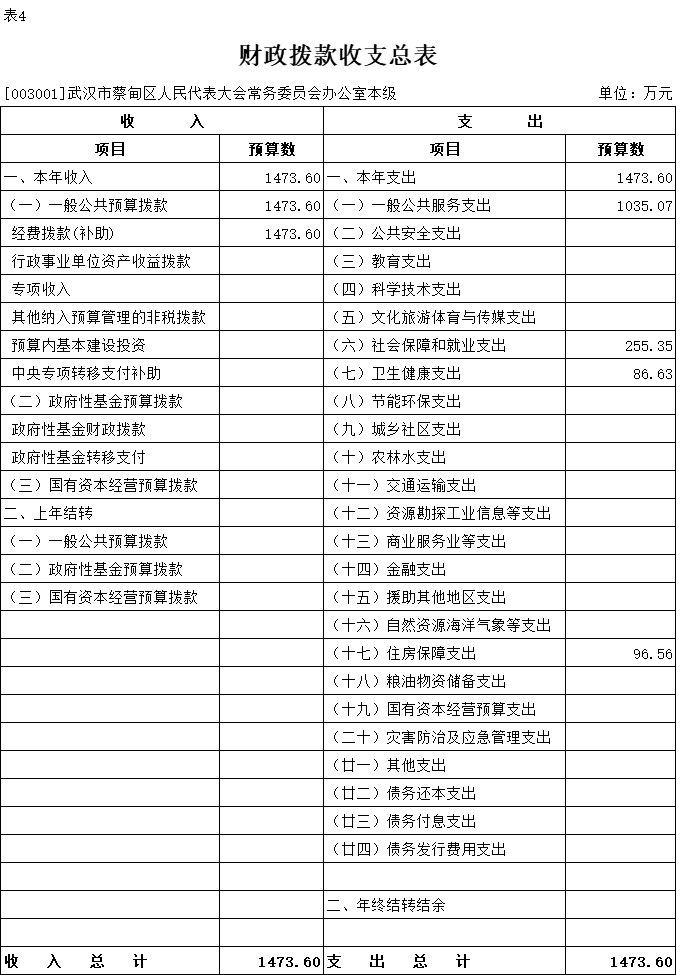 表4
财政拨款收支总表
[003001]武汉市蔡甸区人民代表大会常务委员会办公室本级 单位：万元
收 入 支 出
项目 预算数 项目 预算数
一、本年收入 1473.60 一、本年支出 1473.60
（一）一般公共预算拨款 1473.60 （一）一般公共服务支出 1035.07
经费拨款(补助) 1473.60 （二）公共安全支出
行政事业单位资产收益拨款 （三）教育支出
专项收入 （四）科学技术支出
其他纳入预算管理的非税拨款 （五）文化旅游体育与传媒支出
预算内基本建设投资 （六）社会保障和就业支出 255.35
中央专项转移支付补助 （七）卫生健康支出 86.63
（二）政府性基金预算拨款 （八）节能环保支出
政府性基金财政拨款 （九）城乡社区支出
政府性基金转移支付 （十）农林水支出
（三）国有资本经营预算拨款 （十一）交通运输支出
二、上年结转 （十二）资源勘探工业信息等支出
（一）一般公共预算拨款 （十三）商业服务业等支出
（二）政府性基金预算拨款 （十四）金融支出
（三）国有资本经营预算拨款 （十五）援助其他地区支出
（十六）自然资源海洋气象等支出
（十七）住房保障支出 96.56
（十八）粮油物资储备支出
（十九）国有资本经营预算支出
（二十）灾害防治及应急管理支出
（廿一）其他支出
（廿二）债务还本支出
（廿三）债务付息支出
（廿四）债务发行费用支出
二、年终结转结余
收 入 总 计 1473.60 支 出 总 计 1473.60